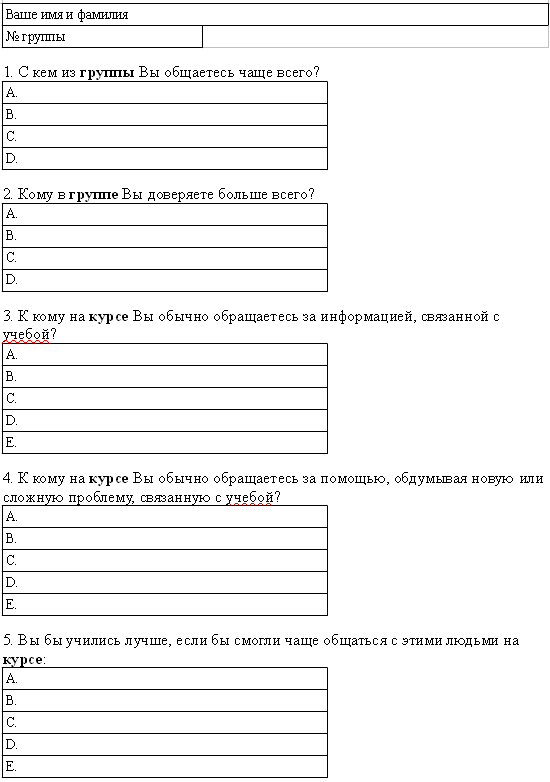 Ваше имя и фамилия
№ группы
1. С кем из группы Вы общаетесь чаще всего?
A.
B.
C.
D.
2. Кому в группе Вы доверяете больше всего?
A.
B.
C.
D.
3. К кому на курсе Вы обычно обращаетесь за информацией, связанной с
учебой?
A.
B.
C.
D.
E.
4. К кому на курсе Вы обычно обращаетесь за помощью, обдумывая новую или
сложную проблему, связанную с учебой?
A.
B.
C.
D.
E.
5. Вы бы учились лучше, если бы смогли чаще общаться с этими людьми на
курсе:
A.
B.
C.
D.
E.